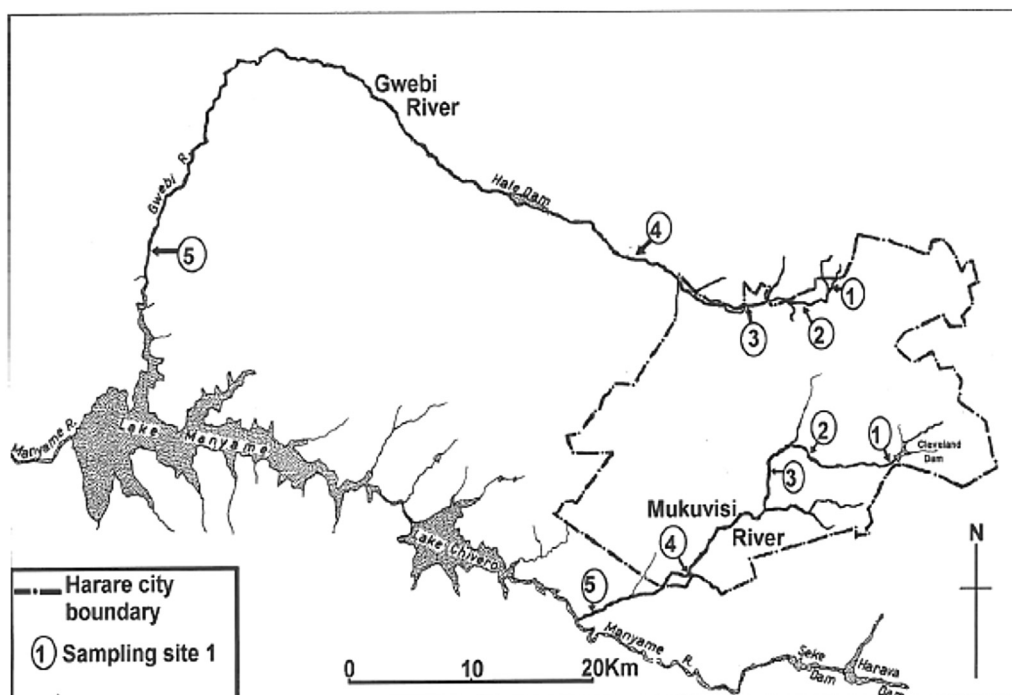 Gwebi
River
Gwebi R.
Hale Dam
4
5
1
3
2
Manyame R.
Lake Manyame
2
1
Cleveland
Dam
3
Mukuvisi
River
4
Lake Chivero
5
N
Manyame R.
Seke
Dam
Harava
Dam
Harare city
boundary
1 Sampling site 1
0 10 20Km